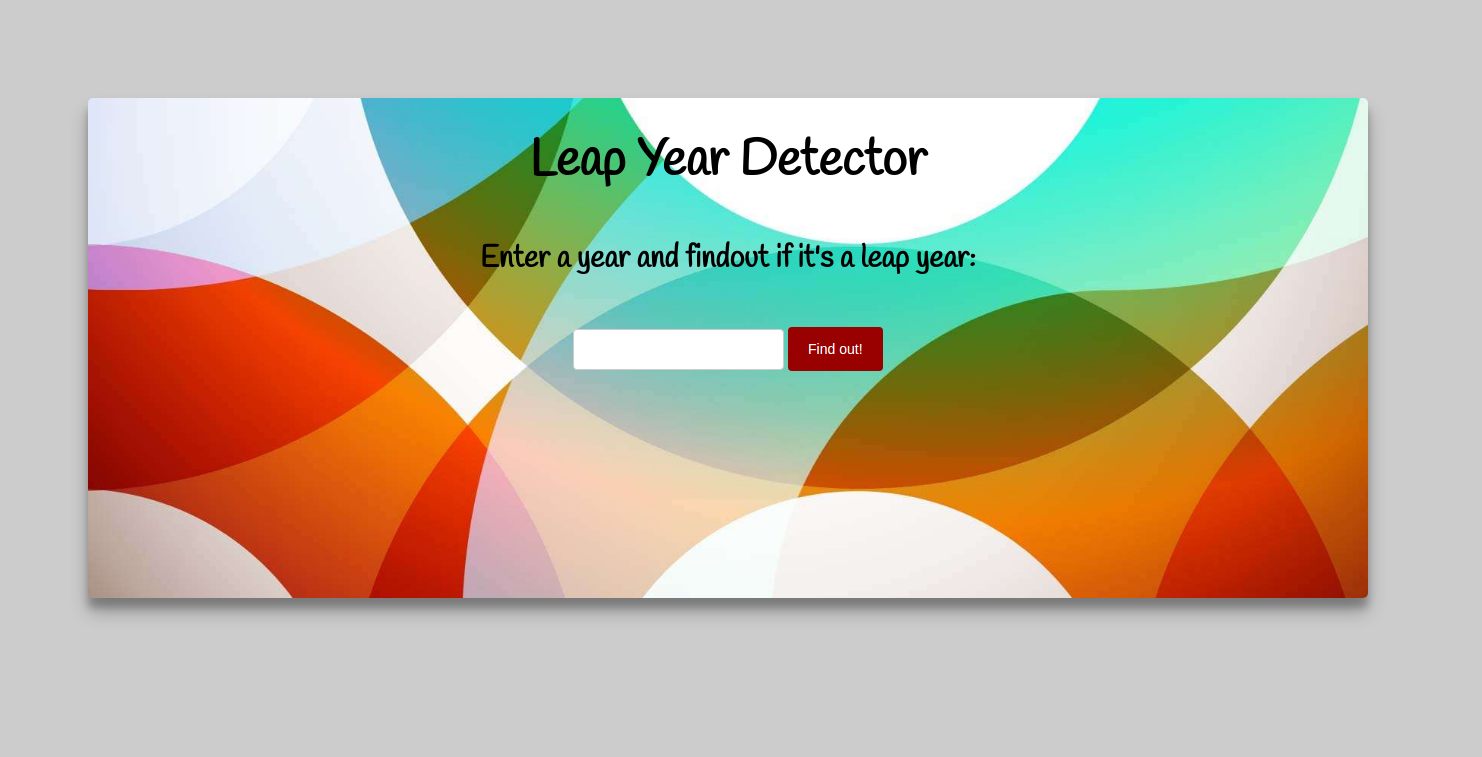 Leap Year Detector
Enter a year and findout if it's a leap year:
Find out!